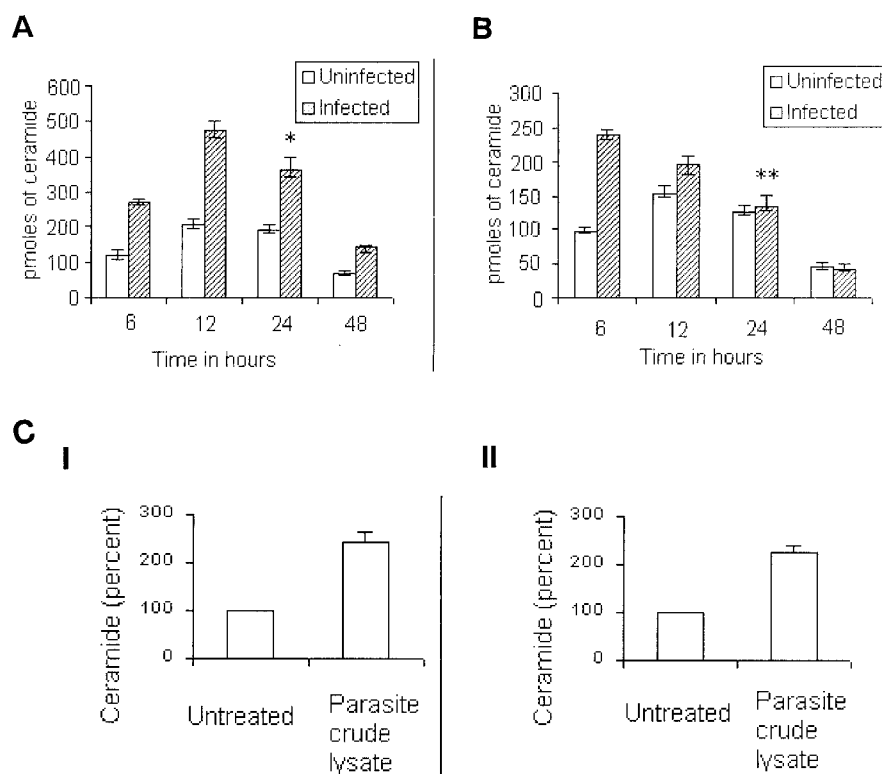 A
Uninfected
Infected
pmoles of ceramide
600
500
400
300
200
100
0
*
6 12 24 48
Time in hours
B
Uninfected
Infected
pmoles of ceramide
300
250
200
150
100
50
0
**
6 12 24 48
Time in hours
C
I
Ceramide (percent)
300
200
100
0
Untreated
Parasite
crude
lysate
II
Ceramide (percent)
300
200
100
0
Untreated
Parasite
crude
lysate